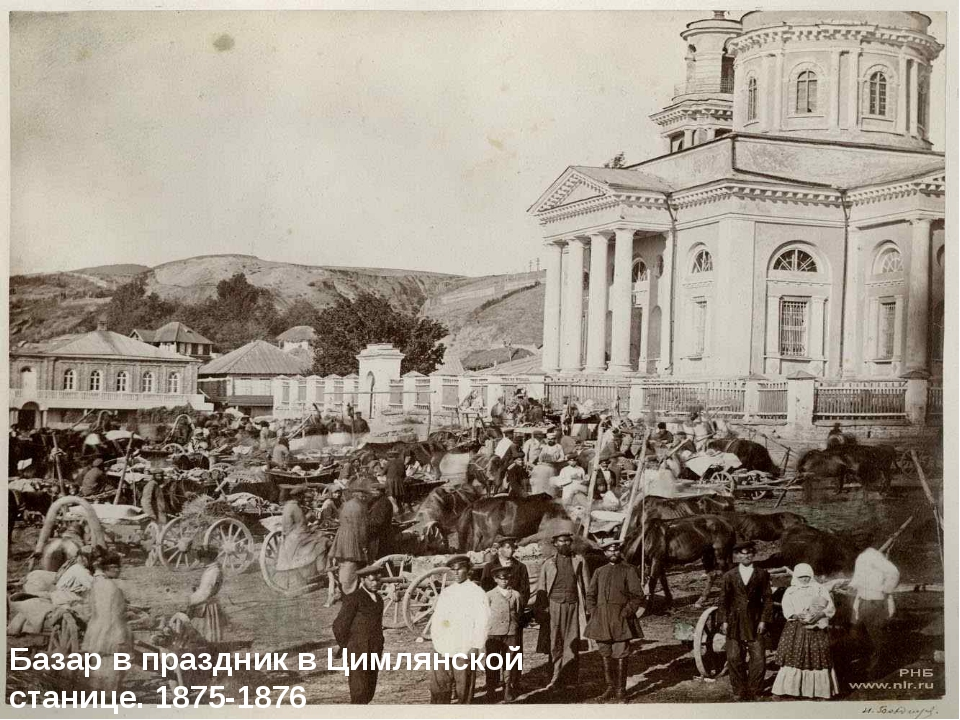 Базар в праздник в Цимлянской
станице. 1875-1876
РНБ
www.nlr.ru